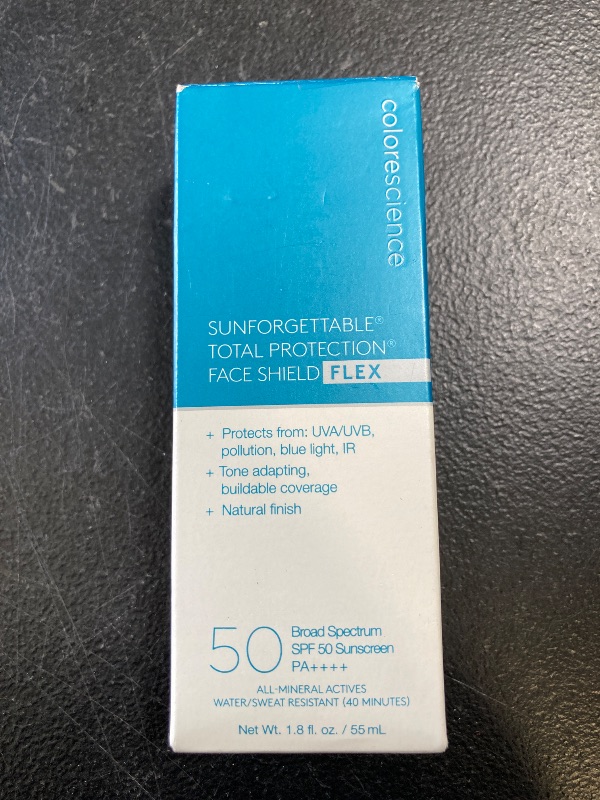 colorescience
SUNFORGETTABLE®
TOTAL PROTECTION®
FACE SHIELD FLEX
+ Protects from: UVA/UVB,
pollution, blue light, IR
+ Tone adapting,
buildable coverage
+ Natural finish
50
Broad Spectrum
SPF 50 Sunscreen
PA++++
ALL-MINERAL ACTIVES
WATER/SWEAT RESISTANT (40 MINUTES)
Net Wt. 1.8 fl. oz. / 55 mL